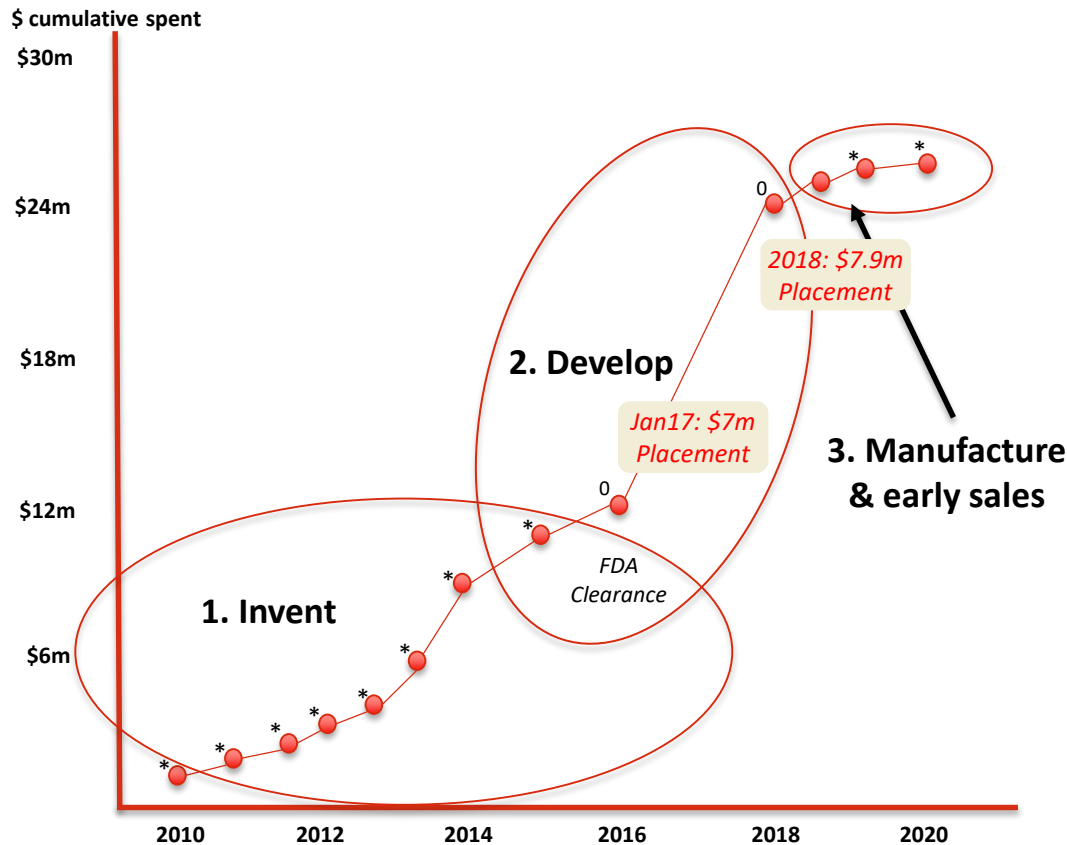 $ cumulative spent
$30m
$24m
$18m
$12m
$6m
*
*
*
*
*
*
*
*
0
0
*
*
1. Invent
2. Develop
3. Manufacture
& early sales
FDA
Clearance
Jan17: $7m
Placement
2018: $7.9m
Placement
2010
2012
2014
2016
2018
2020